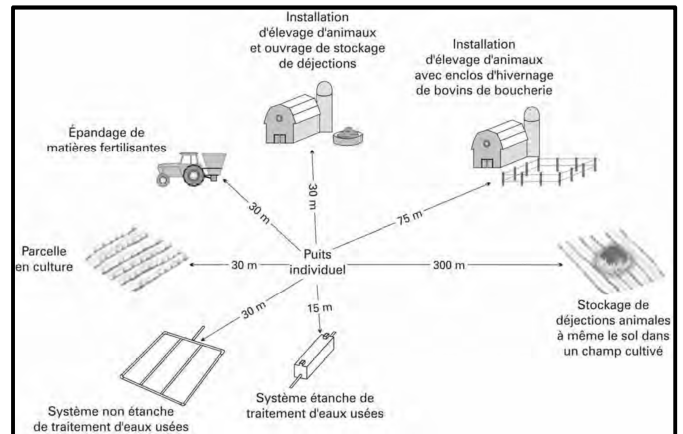 Installation
d'élevage d'animaux
et ouvrage de stockage
de déjections
Installation
d'élevage d'animaux
avec enclos d'hivernage
de bovins de boucherie
Épandage de
matières fertilisantes
30 m
30 m
75 m
Parcelle
en culture
30 m
Puits
individuel
300 m
30 m
15 m
Stockage de
déjections animales
à même le sol dans
un champ cultivé
Système étanche de
traitement d'eaux usées
Système non étanche
de traitement d'eaux usées